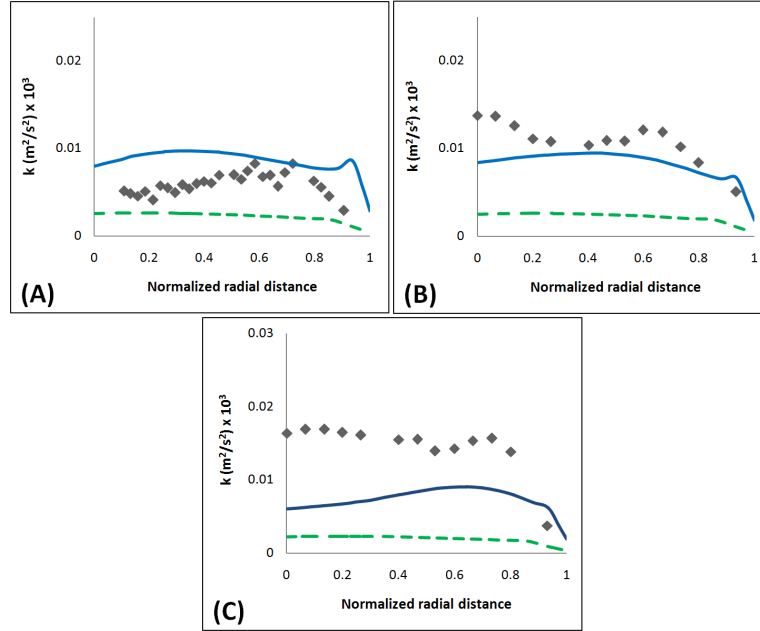 k (m²/s²) x 10³
0.02
0.01
0
0 0.2 0.4 0.6 0.8 1
Normalized radial distance
(A)
k (m²/s²) x 10³
0.02
0.01
0
0 0.2 0.4 0.6 0.8 1
Normalized radial distance
(B)
k (m²/s²) x 10³
0.03
0.02
0.01
0
0 0.2 0.4 0.6 0.8 1
Normalized radial distance
(C)